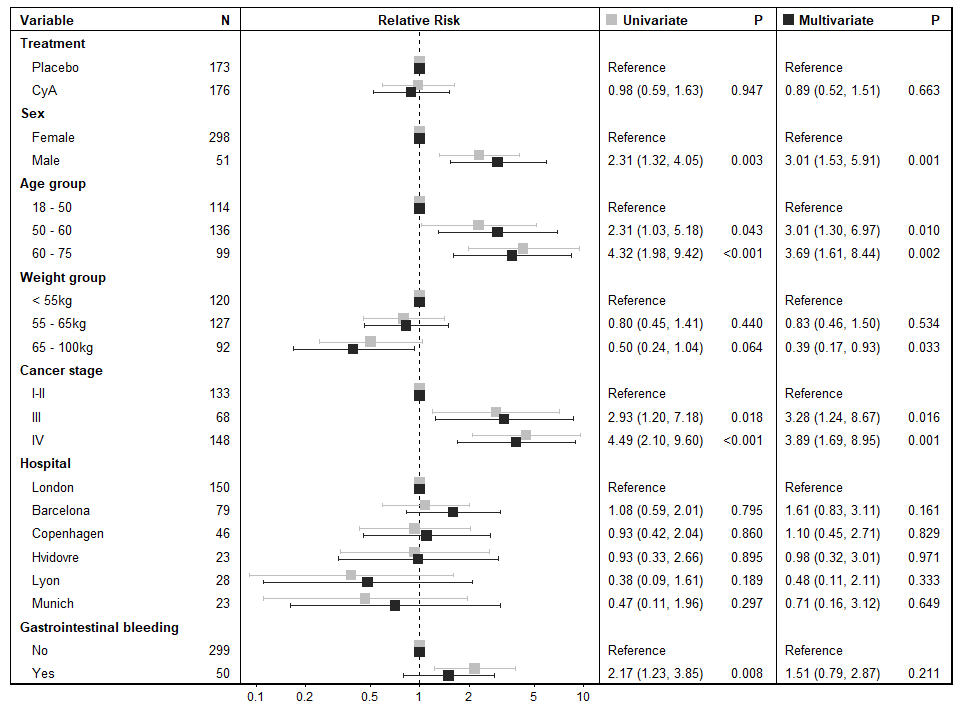 Variable N Relative Risk Univariate P Multivariate P
Treatment
Placebo 173 Reference Reference
CyA 176 0.98 (0.59, 1.63) 0.947 0.89 (0.52, 1.51) 0.663
Sex
Female 298 Reference Reference
Male 51 2.31 (1.32, 4.05) 0.003 3.01 (1.53, 5.91) 0.001
Age group
18 - 50 114 Reference Reference
50 - 60 136 2.31 (1.03, 5.18) 0.043 3.01 (1.30, 6.97) 0.010
60 - 75 99 4.32 (1.98, 9.42) <0.001 3.69 (1.61, 8.44) 0.002
Weight group
< 55kg 120 Reference Reference
55 - 65kg 127 0.80 (0.45, 1.41) 0.440 0.83 (0.46, 1.50) 0.534
65 - 100kg 92 0.50 (0.24, 1.04) 0.064 0.39 (0.17, 0.93) 0.033
Cancer stage
I-II 133 Reference Reference
III 68 2.93 (1.20, 7.18) 0.018 3.28 (1.24, 8.67) 0.016
IV 148 4.49 (2.10, 9.60) <0.001 3.89 (1.69, 8.95) 0.001
Hospital
London 150 Reference Reference
Barcelona 79 1.08 (0.59, 2.01) 0.795 1.61 (0.83, 3.11) 0.161
Copenhagen 46 0.93 (0.42, 2.04) 0.860 1.10 (0.45, 2.71) 0.829
Hvidovre 23 0.93 (0.33, 2.66) 0.895 0.98 (0.32, 3.01) 0.971
Lyon 28 0.38 (0.09, 1.61) 0.189 0.48 (0.11, 2.11) 0.333
Munich 23 0.47 (0.11, 1.96) 0.297 0.71 (0.16, 3.12) 0.649
Gastrointestinal bleeding
No 299 Reference Reference
Yes 50 2.17 (1.23, 3.85) 0.008 1.51 (0.79, 2.87) 0.211
0.1 0.2 0.5 1 2 5 10